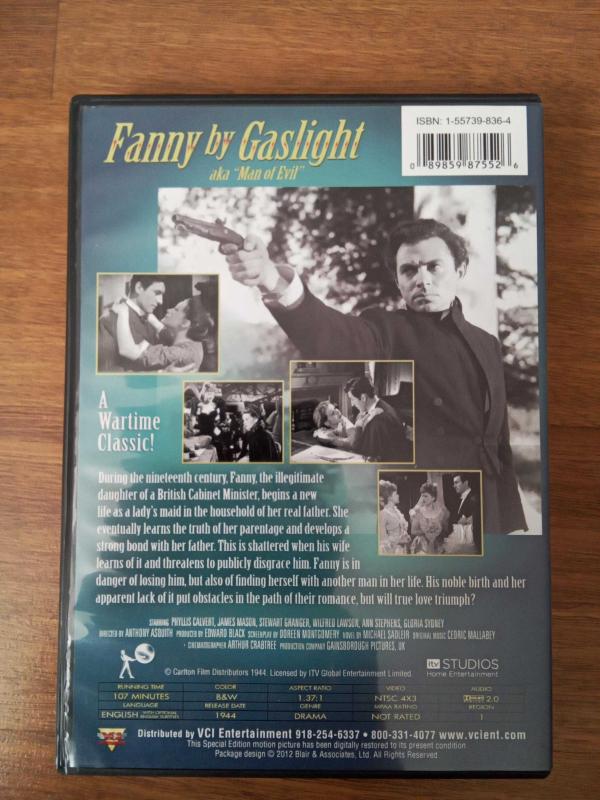 ISBN: 1-55739-836-4
0 89859 87552 6
Fanny by Gaslight
aka "Man of Evil"
A
Wartime
Classic!
During the nineteenth century, Fanny, the illegitimate
daughter of a British Cabinet Minister, begins a new
life as a lady's maid in the household of her real father. She
eventually learns the truth of her parentage and develops a
strong bond with her father. This is shattered when his wife
learns of it and threatens to publicly disgrace him. Fanny is in
danger of losing him, but also of finding herself with another man in her life. His noble birth and her
apparent lack of it put obstacles in the path of their romance, but will true love triumph?
STARRING PHYLLIS CALVERT, JAMES MASON, STEWART GRANGER, WILFRID LAWSON, ANN STEPHENS, GLORIA SYDNEY
DIRECTED BY ANTHONY ASQUITH PRODUCED BY EDWARD BLACK SCREENPLAY BY DOREEN MONTGOMERY NOVEL BY MICHAEL SADLEIR ORIGINAL MUSIC CEDRIC MALLABEY
• CINEMATOGRAPHER ARTHUR CRABTREE PRODUCTION COMPANY GAINSBOROUGH PICTURES, UK
© Carlton Film Distributors 1944. Licensed by ITV Global Entertainment Limited.
itv STUDIOS
Home Entertainment
RUNNING TIME COLOR ASPECT RATIO VIDEO AUDIO
107 MINUTES B&W 1.37:1 NTSC 4X3 2.0
LANGUAGE RELEASE DATE GENRE MPAA RATING REGION
ENGLISH WITH OPTIONAL ENGLISH SUBTITLES 1944 DRAMA NOT RATED 1
VCI
Distributed by VCI Entertainment 918-254-6337 • 800-331-4077 www.vcient.com
This Special Edition motion picture has been digitally restored to its present condition
Package design © 2012 Blair & Associates, Ltd. All Rights Reserved